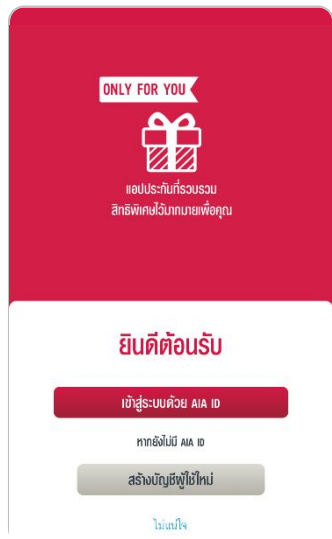 ONLY FOR YOU
แอปประกันที่รวบรวม
สิทธิพิเศษไว้มากมายเพื่อคุณ
ยินดีต้อนรับ
เข้าสู่ระบบด้วย AIA ID
หากยังไม่มี AIA ID
สร้างบัญชีผู้ใช้ใหม่
ไม่แน่ใจ